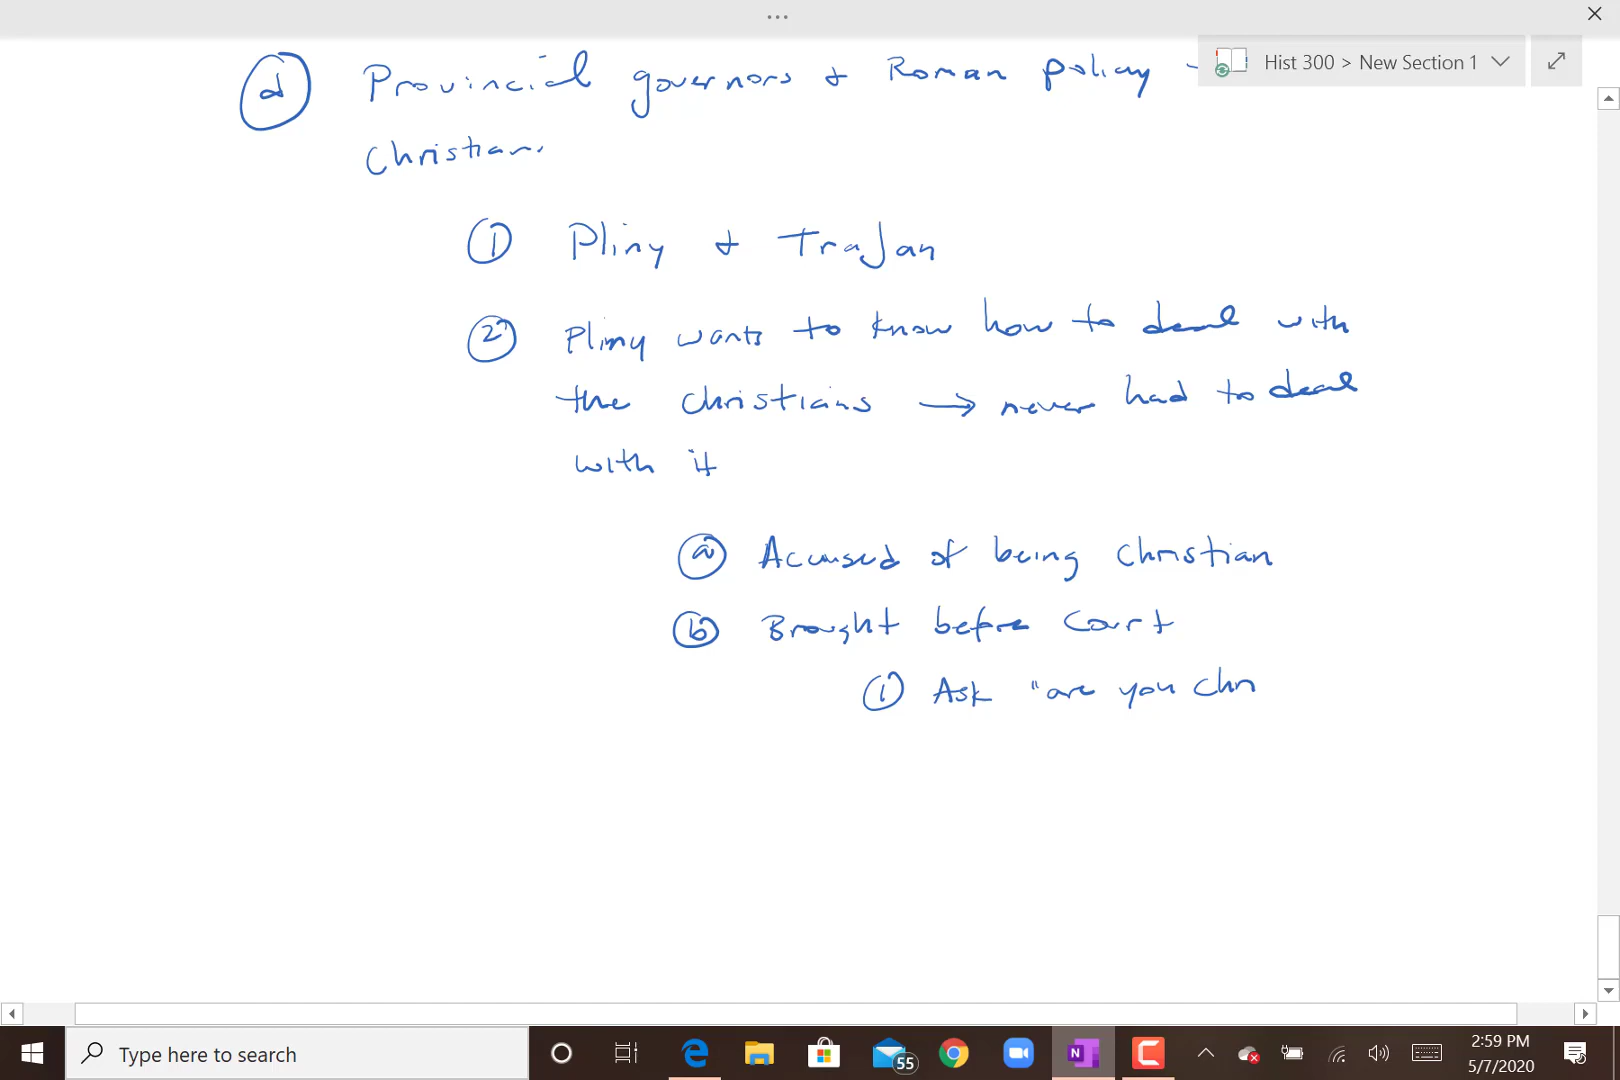 ...
Hist 300 > New Section 1
d Provincial governors + Roman policy -
Christian.
1 Pliny + Trajan
2 Pliny wants to know how to deal with
the Christians → never had to deal
with it
a Accused of being Christian
b Brought before Court
1 Ask "are you Chri
Type here to search
55
N
2:59 PM
5/7/2020